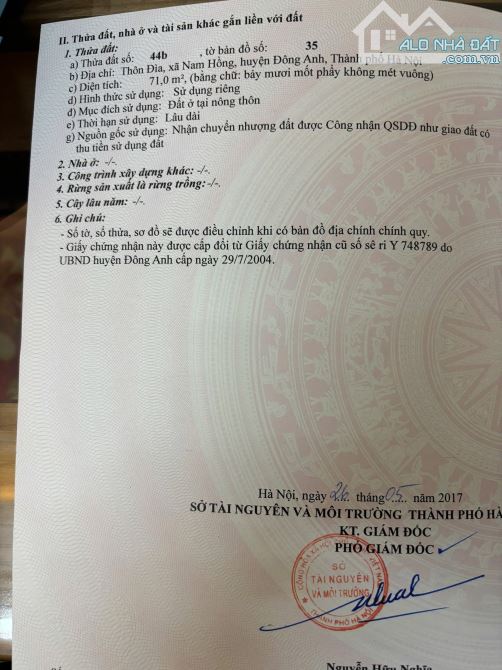 ALO NHÀ ĐẤT
.com.vn
II. Thửa đất, nhà ở và tài sản khác gắn liền với đất
1. Thửa đất:
a) Thửa đất số: 44b , tờ bản đồ số: 35
b) Địa chỉ: Thôn Đìa, xã Nam Hồng, huyện Đông Anh, Thành phố Hà Nội
c) Diện tích: 71,0 m², (bằng chữ: bảy mươi mốt phẩy không mét vuông)
d) Hình thức sử dụng: Sử dụng riêng
đ) Mục đích sử dụng: Đất ở tại nông thôn
e) Thời hạn sử dụng: Lâu dài
g) Nguồn gốc sử dụng: Nhận chuyển nhượng đất được Công nhận QSDĐ như giao đất có
thu tiền sử dụng đất
2. Nhà ở: -/-.
3. Công trình xây dựng khác: -/-.
4. Rừng sản xuất là rừng trồng: -/-.
5. Cây lâu năm: -/-.
6. Ghi chú:
- Số tờ, số thửa, sơ đồ sẽ được điều chỉnh khi có bản đồ địa chính chính quy.
- Giấy chứng nhận này được cấp đổi từ Giấy chứng nhận cũ số sê ri Y 748789 do
UBND huyện Đông Anh cấp ngày 29/7/2004.
Hà Nội, ngày 26 tháng 05 năm 2017
SỞ TÀI NGUYÊN VÀ MÔI TRƯỜNG THÀNH PHỐ HÀ
KT. GIÁM ĐỐC
PHÓ GIÁM ĐỐC
SỞ
TÀI NGUYÊN
VÀ MÔI TRƯỜNG
THÀNH PHỐ HÀ NỘI
Nguyễn Hữu Nghĩa